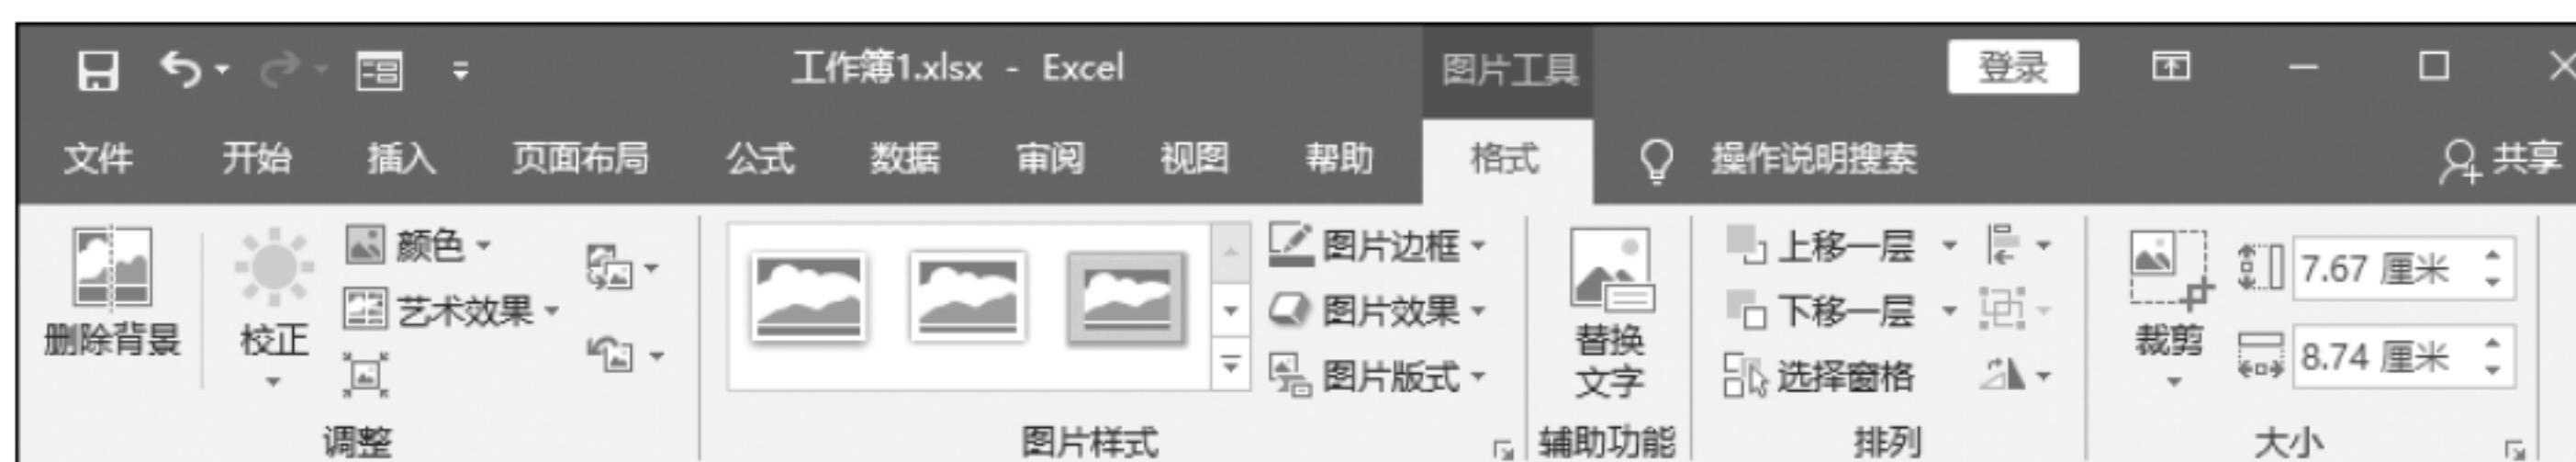 工作簿1.xlsx - Excel
图片工具
登录
文件 开始 插入 页面布局 公式 数据 审阅 视图 帮助 格式 操作说明搜索 共享
删除背景
校正
颜色
艺术效果
调整
图片边框
图片效果
图片版式
图片样式
替换
文字
辅助功能
上移一层
下移一层
选择窗格
排列
裁剪
7.67 厘米
8.74 厘米
大小